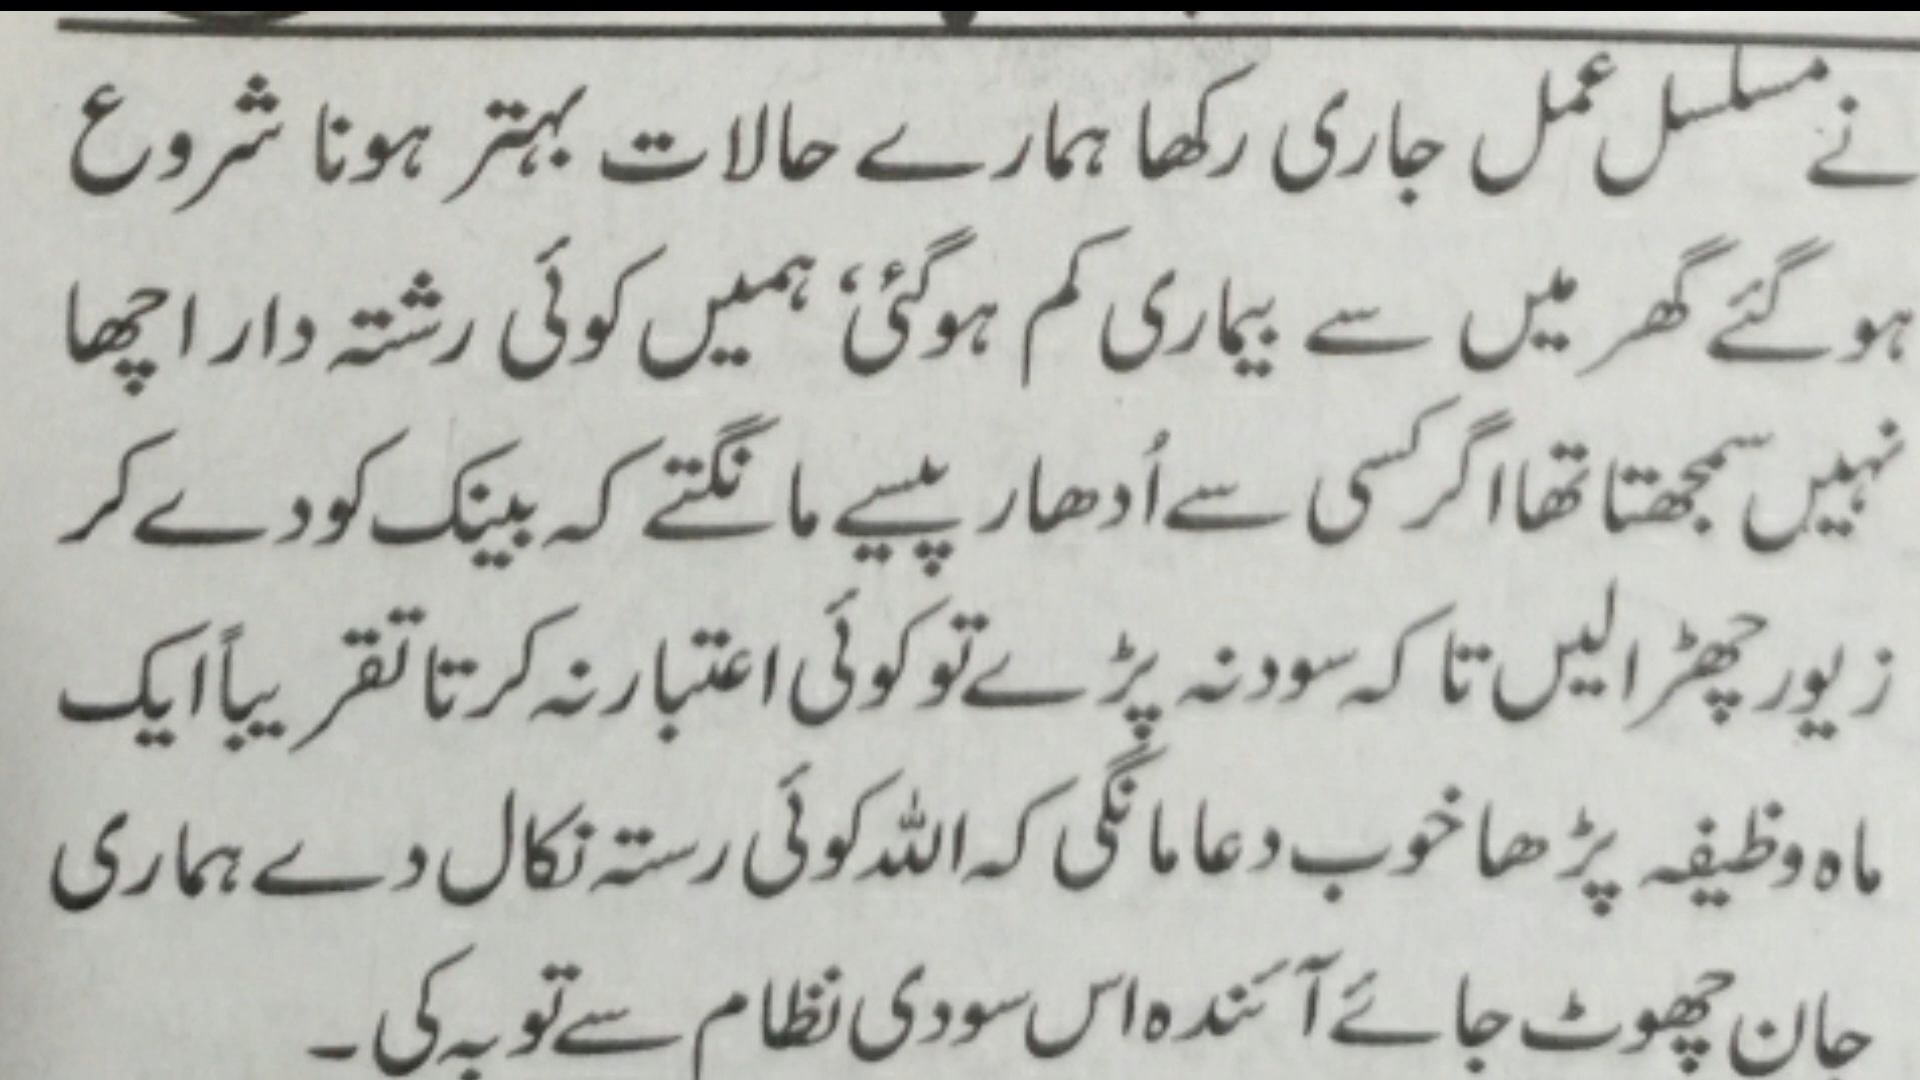 نے مسلسل عمل جاری رکھا ہمارے حالات بہتر ہونا شروع
ہوگئے گھر میں سے بیماری کم ہوگئی، ہمیں کوئی رشتہ دار اچھا
نہیں سمجھتا تھا اگر کسی سے اُدھار پیسے مانگتے کہ بینک کو دے کر
زیور چھڑالیں تاکہ سود نہ پڑے تو کوئی اعتبار نہ کرتا تقریباً ایک
ماہ وظیفہ پڑھا خوب دعا مانگی کہ اللہ کوئی رستہ نکال دے ہماری
جان چھوٹ جائے آئندہ اس سودی نظام سے توبہ کی۔